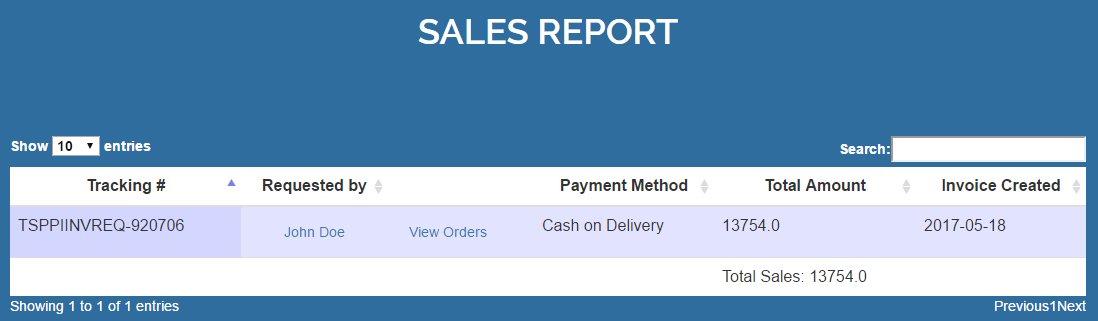 SALES REPORT
Show 10 entries Search:
Tracking # Requested by Payment Method Total Amount Invoice Created
TSPPIINVREQ-920706 John Doe View Orders Cash on Delivery 13754.0 2017-05-18
Total Sales: 13754.0
Showing 1 to 1 of 1 entries Previous1Next